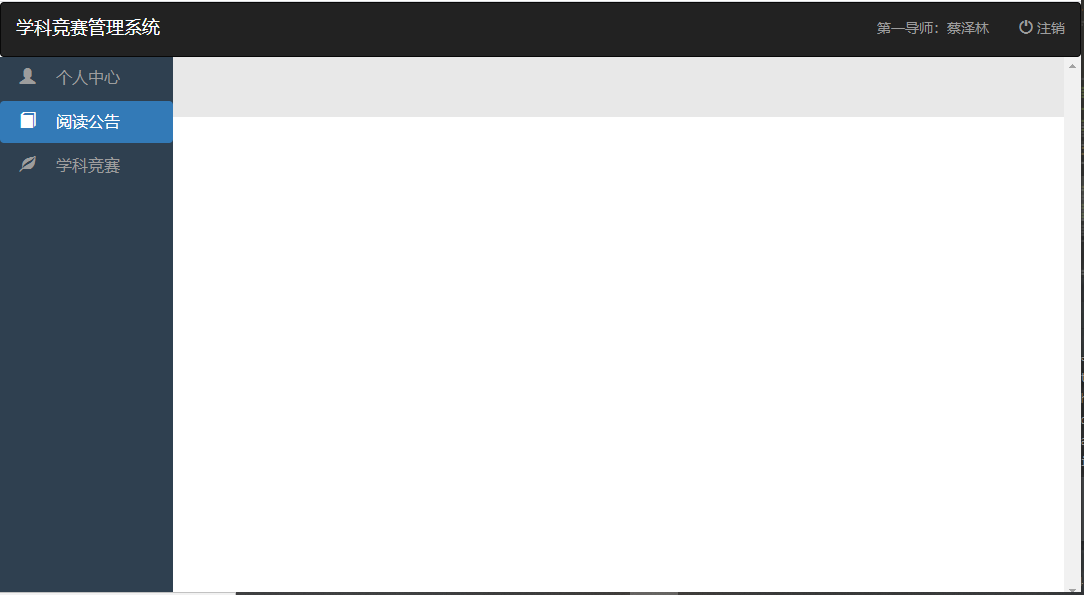 学科竞赛管理系统
第一导师：蔡泽林 注销
个人中心
阅读公告
学科竞赛